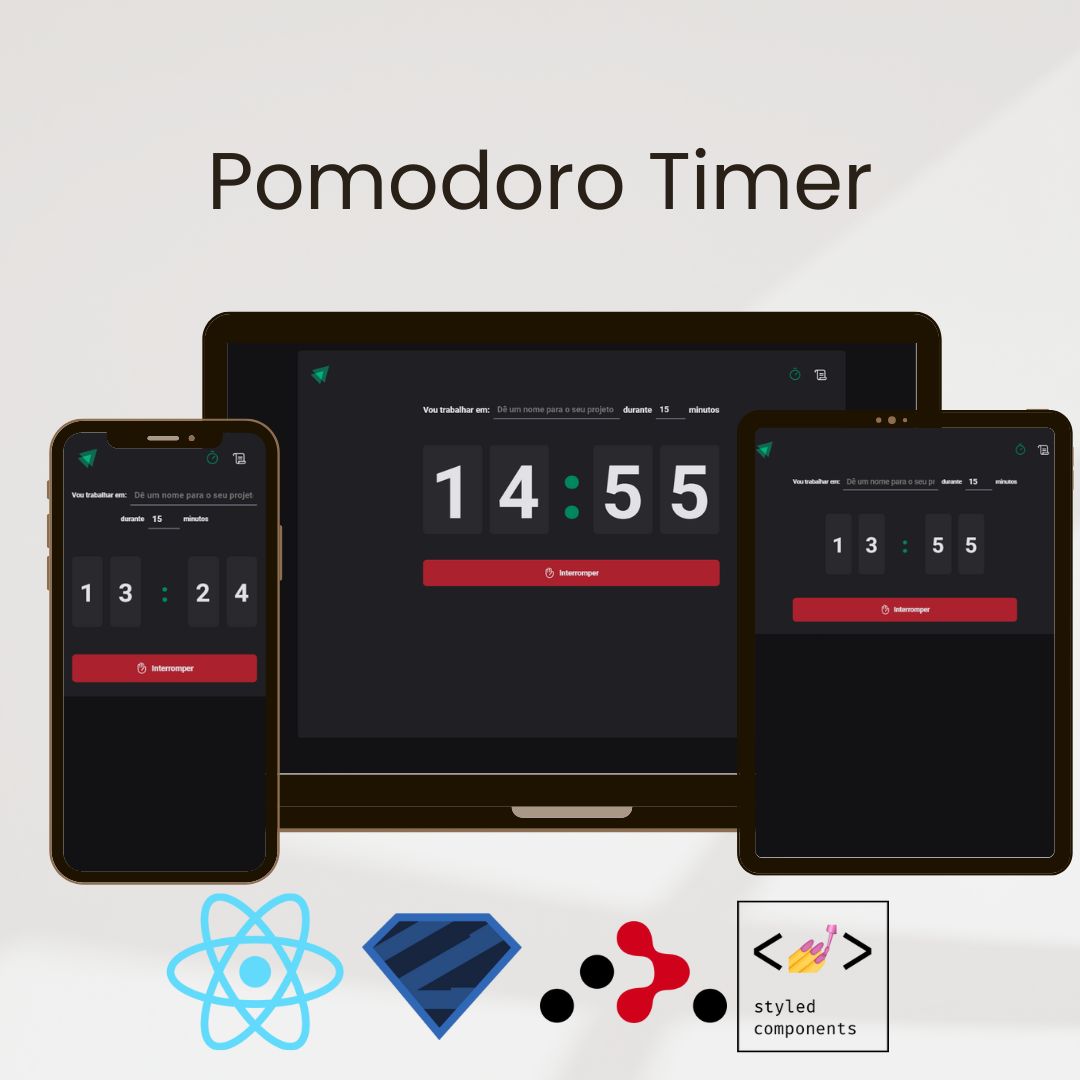 Pomodoro Timer
Vou trabalhar em: Dê um nome para o seu projeto durante 15 minutos
14:55
Interromper
Vou trabalhar em: Dê um nome para o seu projet
durante 15 minutos
13:24
Interromper
Vou trabalhar em: Dê um nome para o seu pr durante 15 minutos
13:55
Interromper
styled
components